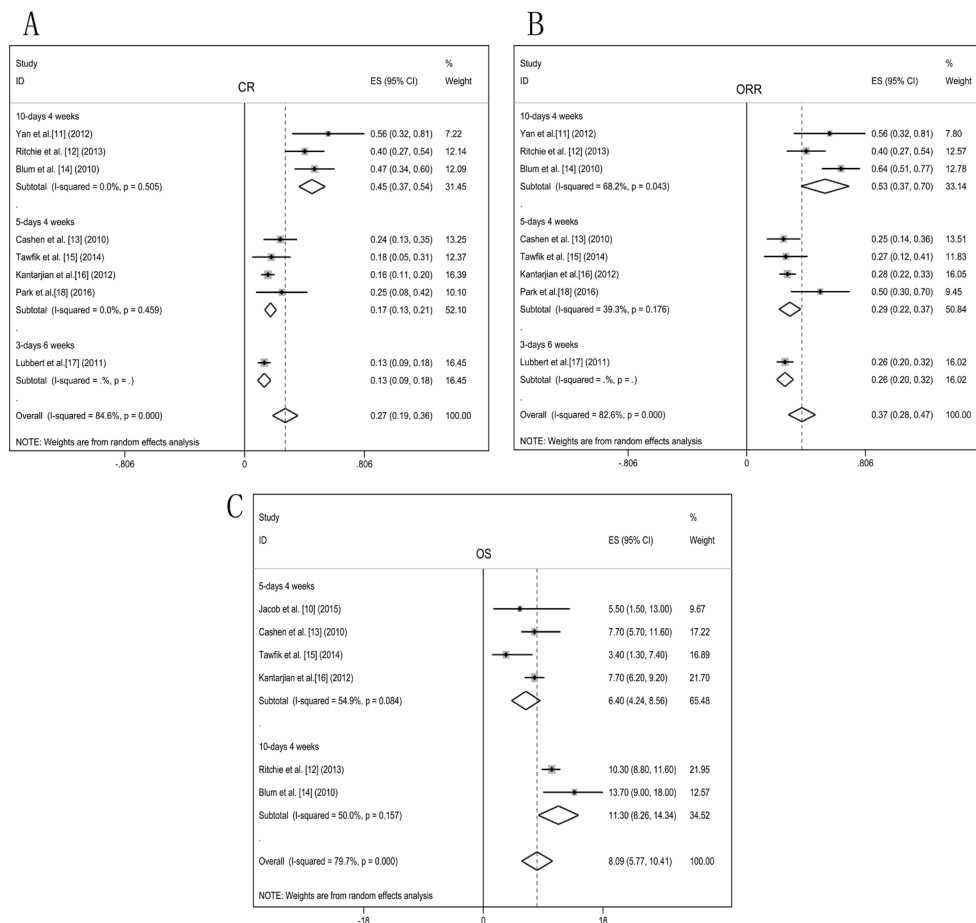 A
Study %
ID ES (95% CI) Weight
CR
10-days 4 weeks
Yan et al.[11] (2012) 0.56 (0.32, 0.81) 7.22
Ritchie et al. [12] (2013) 0.40 (0.27, 0.54) 12.14
Blum et al. [14] (2010) 0.47 (0.34, 0.60) 12.09
Subtotal (I-squared = 0.0%, p = 0.505) 0.45 (0.37, 0.54) 31.45
.
5-days 4 weeks
Cashen et al. [13] (2010) 0.24 (0.13, 0.35) 13.25
Tawfik et al. [15] (2014) 0.18 (0.05, 0.31) 12.37
Kantarjian et al.[16] (2012) 0.16 (0.11, 0.20) 16.39
Park et al.[18] (2016) 0.25 (0.08, 0.42) 10.10
Subtotal (I-squared = 0.0%, p = 0.459) 0.17 (0.13, 0.21) 52.10
.
3-days 6 weeks
Lubbert et al.[17] (2011) 0.13 (0.09, 0.18) 16.45
Subtotal (I-squared = .%, p = .) 0.13 (0.09, 0.18) 16.45
.
Overall (I-squared = 84.6%, p = 0.000) 0.27 (0.19, 0.36) 100.00
NOTE: Weights are from random effects analysis
-.806 0 .806
B
Study %
ID ES (95% CI) Weight
ORR
10-days 4 weeks
Yan et al.[11] (2012) 0.56 (0.32, 0.81) 7.80
Ritchie et al. [12] (2013) 0.40 (0.27, 0.54) 12.57
Blum et al. [14] (2010) 0.64 (0.51, 0.77) 12.78
Subtotal (I-squared = 68.2%, p = 0.043) 0.53 (0.37, 0.70) 33.14
.
5-days 4 weeks
Cashen et al. [13] (2010) 0.25 (0.14, 0.36) 13.51
Tawfik et al. [15] (2014) 0.27 (0.12, 0.41) 11.83
Kantarjian et al.[16] (2012) 0.28 (0.22, 0.33) 16.05
Park et al.[18] (2016) 0.50 (0.30, 0.70) 9.45
Subtotal (I-squared = 39.3%, p = 0.176) 0.29 (0.22, 0.37) 50.84
.
3-days 6 weeks
Lubbert et al.[17] (2011) 0.26 (0.20, 0.32) 16.02
Subtotal (I-squared = .%, p = .) 0.26 (0.20, 0.32) 16.02
.
Overall (I-squared = 82.6%, p = 0.000) 0.37 (0.28, 0.47) 100.00
NOTE: Weights are from random effects analysis
-.806 0 .806
C
Study %
ID ES (95% CI) Weight
OS
5-days 4 weeks
Jacob et al. [10] (2015) 5.50 (1.50, 13.00) 9.67
Cashen et al. [13] (2010) 7.70 (5.70, 11.60) 17.22
Tawfik et al. [15] (2014) 3.40 (1.30, 7.40) 16.89
Kantarjian et al.[16] (2012) 7.70 (6.20, 9.20) 21.70
Subtotal (I-squared = 54.9%, p = 0.084) 6.40 (4.24, 8.56) 65.48
.
10-days 4 weeks
Ritchie et al. [12] (2013) 10.30 (8.80, 11.60) 21.95
Blum et al. [14] (2010) 13.70 (9.00, 18.00) 12.57
Subtotal (I-squared = 50.0%, p = 0.157) 11.30 (8.26, 14.34) 34.52
.
Overall (I-squared = 79.7%, p = 0.000) 8.09 (5.77, 10.41) 100.00
NOTE: Weights are from random effects analysis
-18 0 18